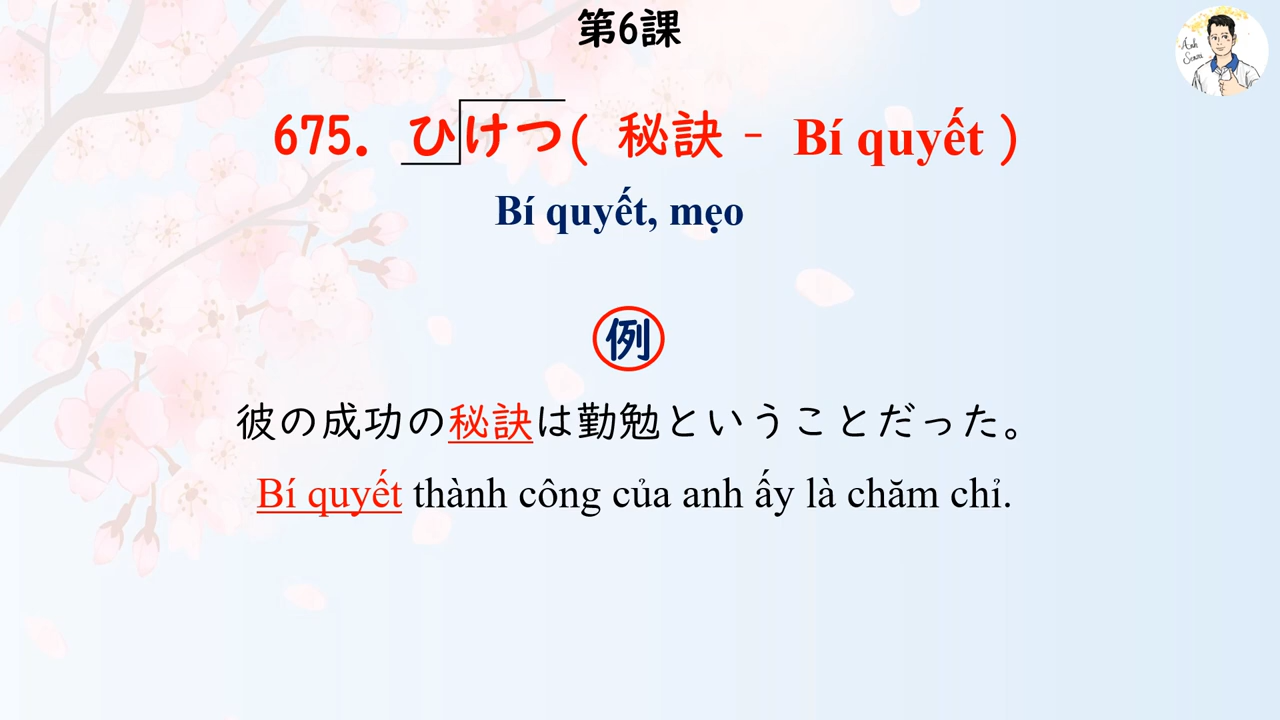 第6課
Anh
Sensei
675. ひけつ( 秘訣 - Bí quyết )
Bí quyết, mẹo
例
彼の成功の秘訣は勤勉ということだった。
Bí quyết thành công của anh ấy là chăm chỉ.